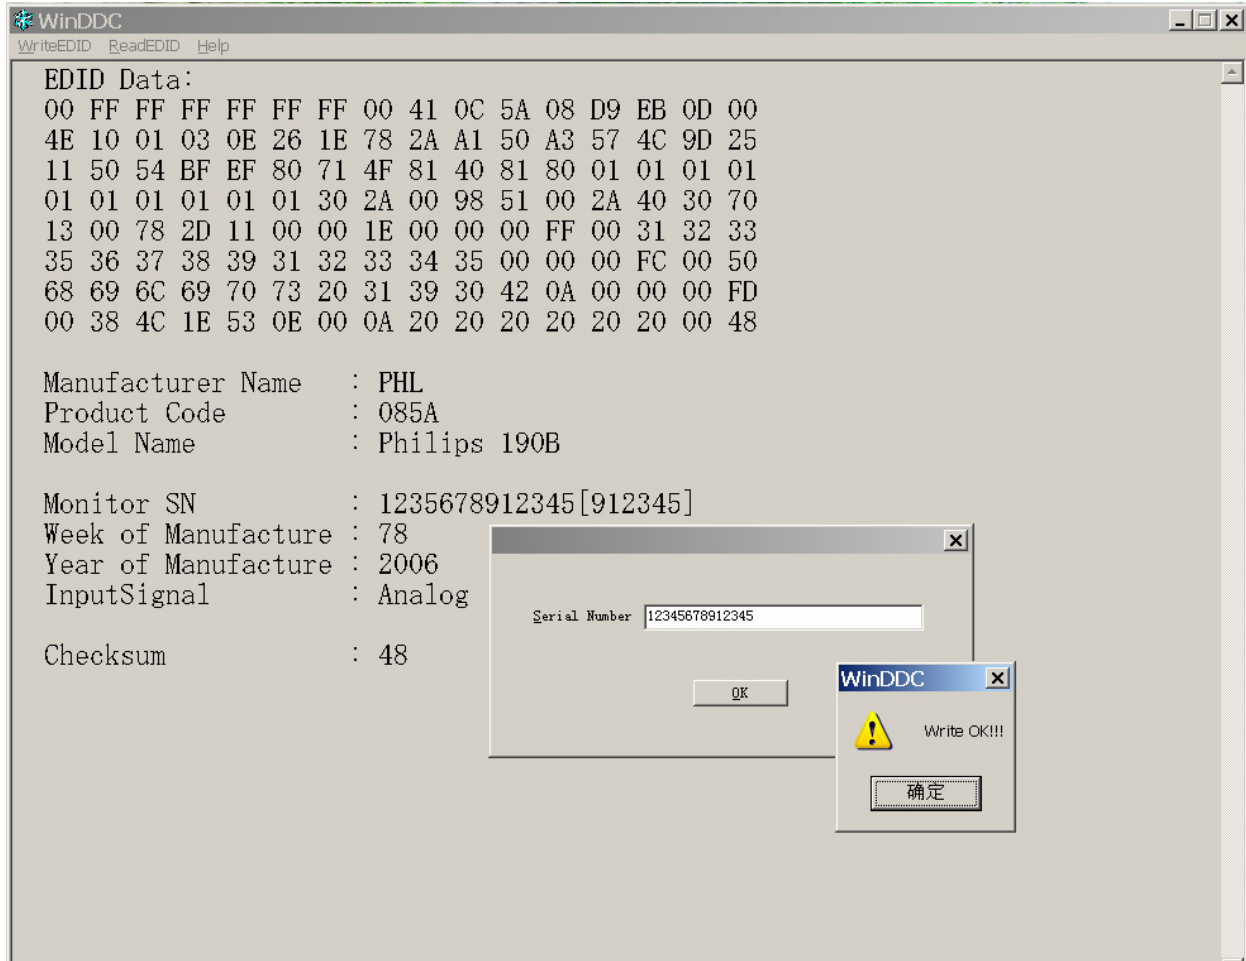 WinDDC
WriteEDID ReadEDID Help
EDID Data:
00 FF FF FF FF FF FF 00 41 0C 5A 08 D9 EB 0D 00
4E 10 01 03 0E 26 1E 78 2A A1 50 A3 57 4C 9D 25
11 50 54 BF EF 80 71 4F 81 40 81 80 01 01 01 01
01 01 01 01 01 01 30 2A 00 98 51 00 2A 40 30 70
13 00 78 2D 11 00 00 1E 00 00 00 FF 00 31 32 33
35 36 37 38 39 31 32 33 34 35 00 00 00 FC 00 50
68 69 6C 69 70 73 20 31 39 30 42 0A 00 00 00 FD
00 38 4C 1E 53 0E 00 0A 20 20 20 20 20 20 00 48
Manufacturer Name : PHL
Product Code : 085A
Model Name : Philips 190B
Monitor SN : 1235678912345[912345]
Week of Manufacture : 78
Year of Manufacture : 2006
InputSignal : Analog
Checksum : 48
Serial Number 12345678912345
OK
WinDDC
Write OK!!!
确定